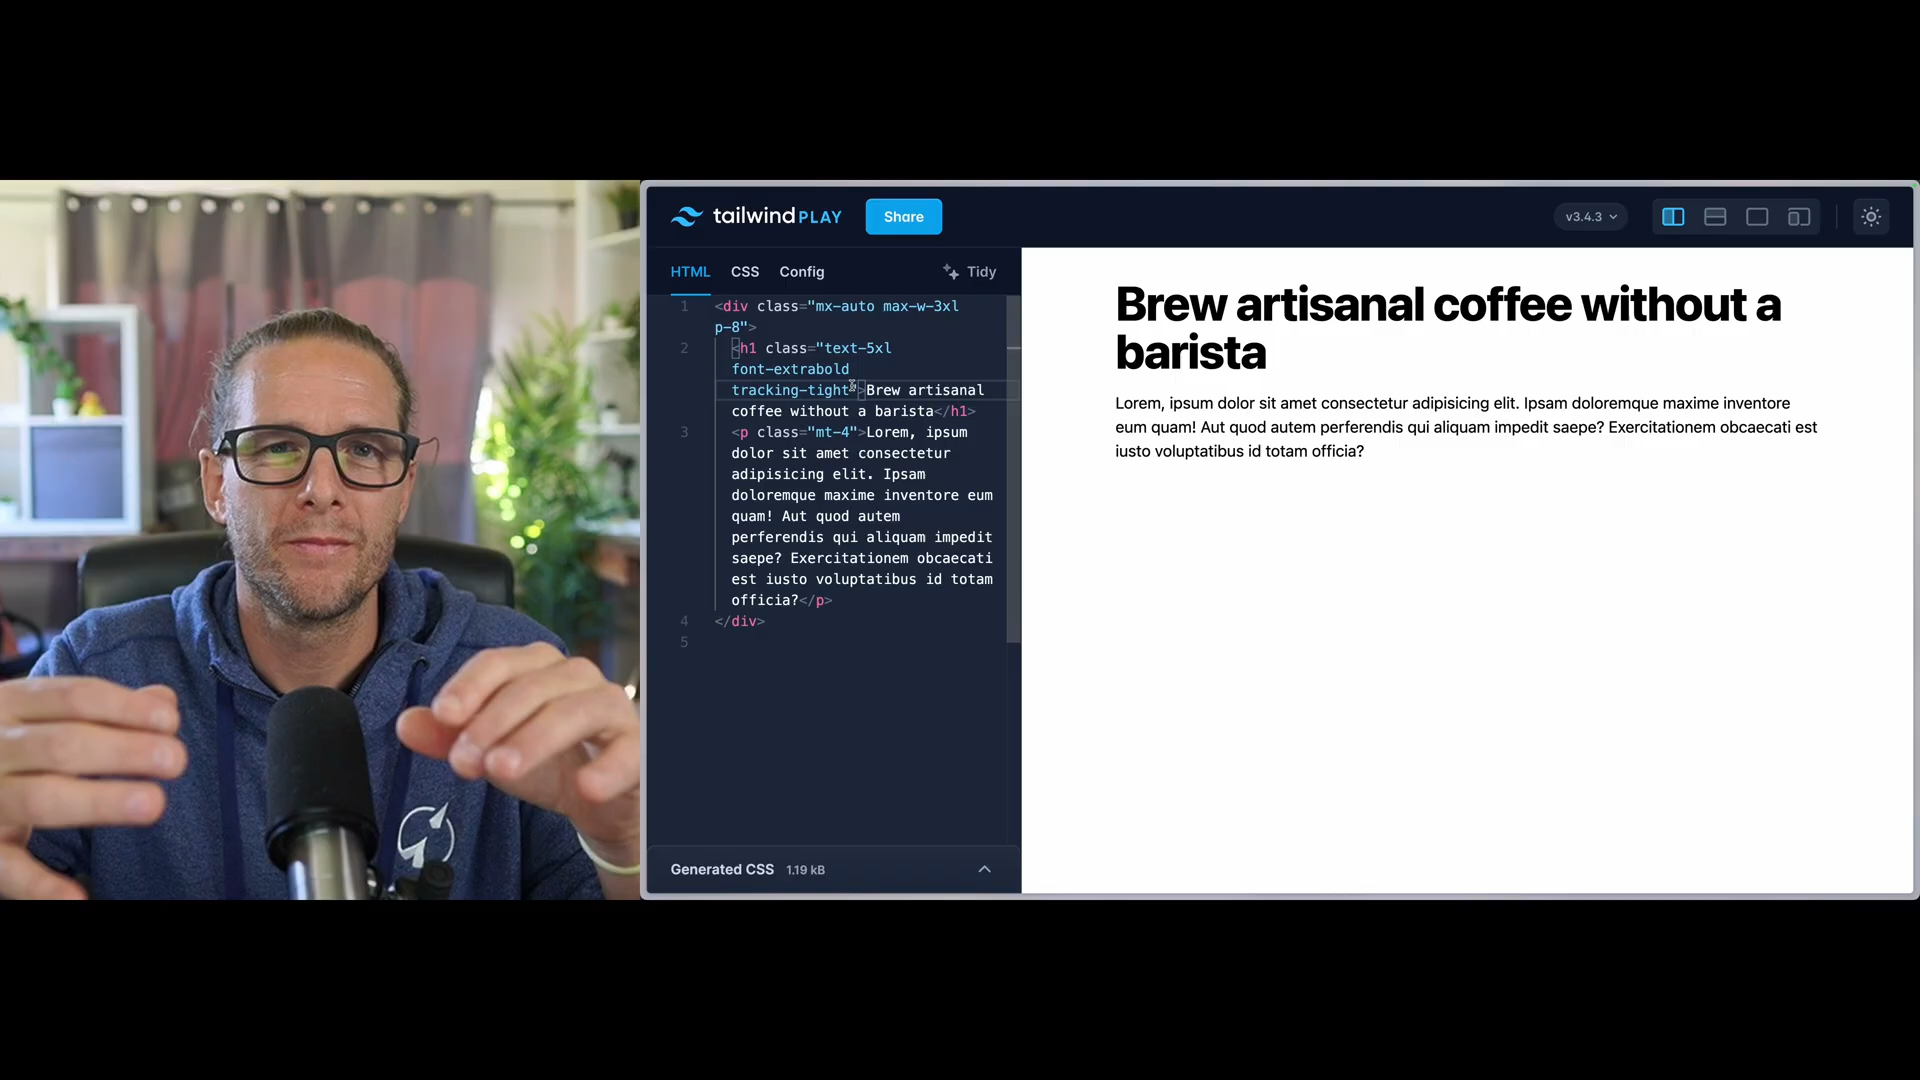 tailwind PLAY
Share
v3.4.3
HTML
CSS
Config
Tidy
1 <div class="mx-auto max-w-3xl
p-8">
2 <h1 class="text-5xl
font-extrabold
tracking-tight">Brew artisanal
coffee without a barista</h1>
3 <p class="mt-4">Lorem, ipsum
dolor sit amet consectetur
adipisicing elit. Ipsam
doloremque maxime inventore eum
quam! Aut quod autem
perferendis qui aliquam impedit
saepe? Exercitationem obcaecati
est iusto voluptatibus id totam
officia?</p>
4 </div>
5
Generated CSS 1.19 kB
Brew artisanal coffee without a
barista
Lorem, ipsum dolor sit amet consectetur adipisicing elit. Ipsam doloremque maxime inventore
eum quam! Aut quod autem perferendis qui aliquam impedit saepe? Exercitationem obcaecati est
iusto voluptatibus id totam officia?